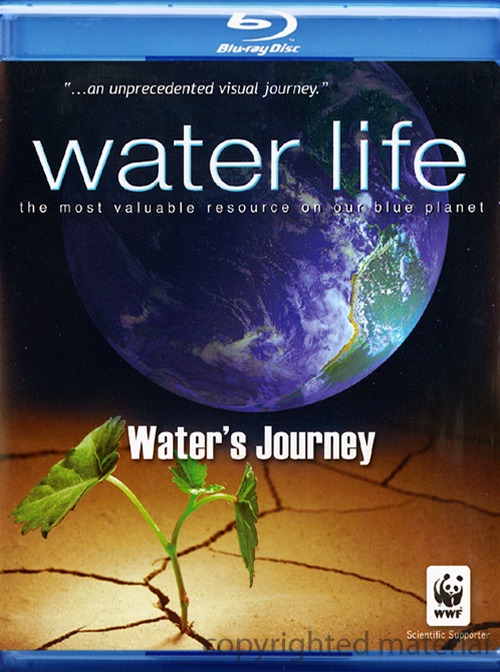 Blu-ray Disc
"...an unprecedented visual journey."
water life
the most valuable resource on our blue planet
Water's Journey
WWF
Scientific Supporter
copyrighted material